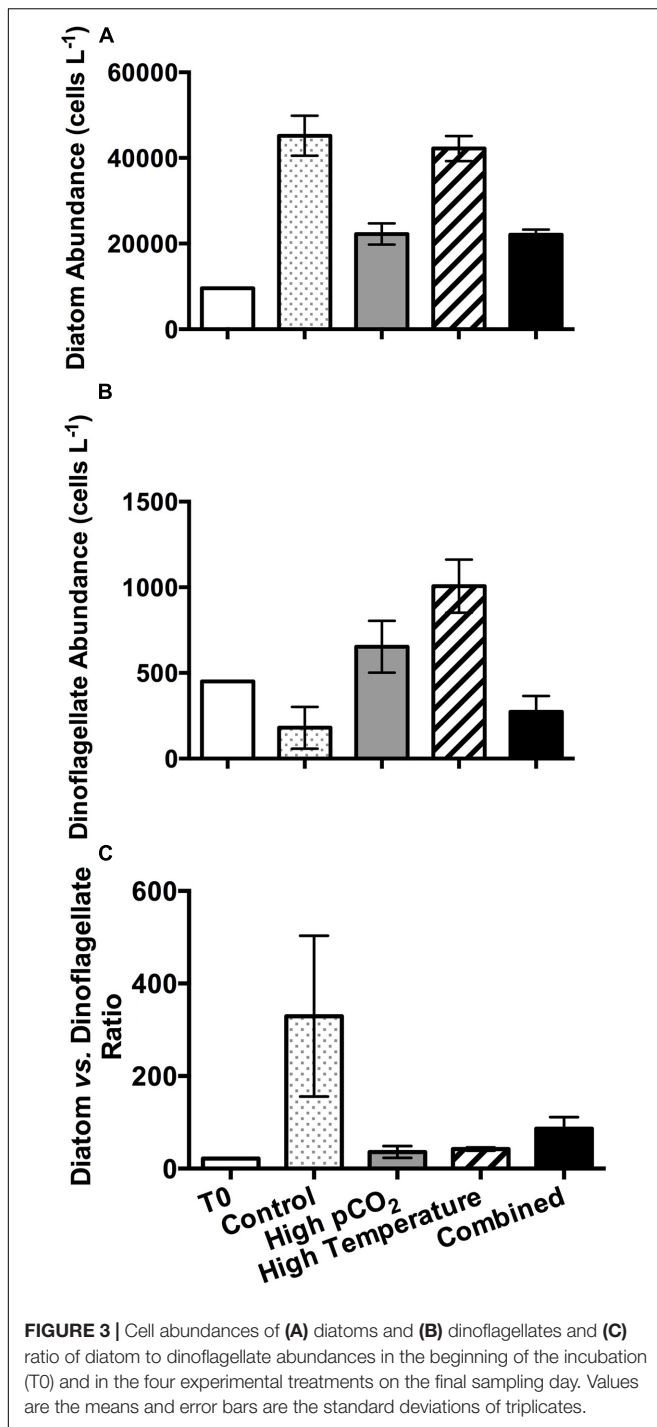 A
Diatom Abundance (cells L⁻¹)
60000
40000
20000
0
B
Dinoflagellate Abundance (cells L⁻¹)
1500
1000
500
0
C
Diatom vs. Dinoflagellate
Ratio
600
400
200
0
T0
Control
High pCO₂
High Temperature
Combined
FIGURE 3 | Cell abundances of (A) diatoms and (B) dinoflagellates and (C)
ratio of diatom to dinoflagellate abundances in the beginning of the incubation
(T0) and in the four experimental treatments on the final sampling day. Values
are the means and error bars are the standard deviations of triplicates.